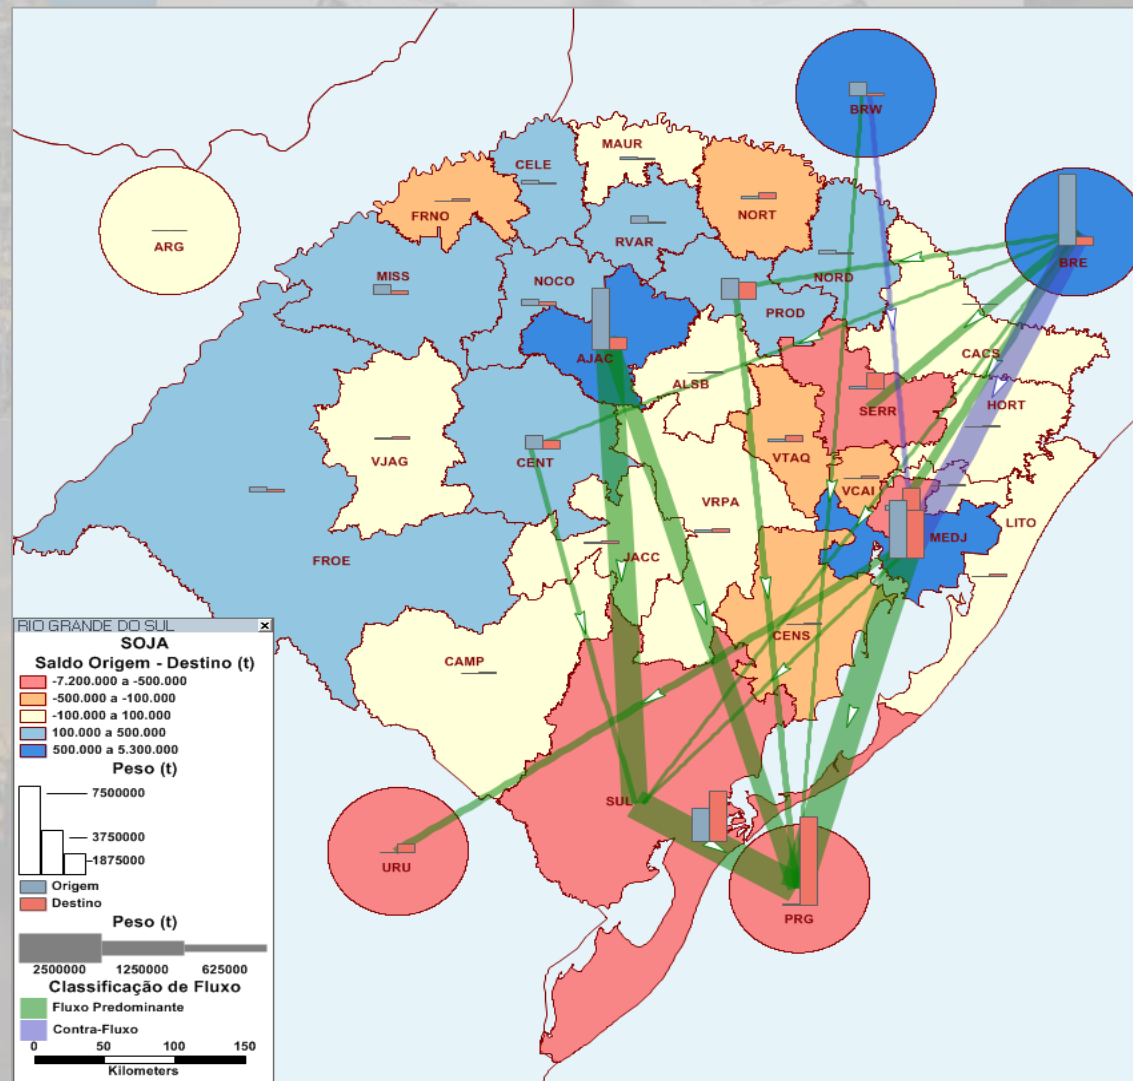 BRW
MAUR
CELE
NORT
FRNO
RVAR
ARG
BRE
MISS
NOCO
NORD
PROD
CACS
AJAC
ALSB
SERR
HORT
VJAG
CENT
VTAQ
VCAI
VRPA
LITO
MEDJ
FROE
JACC
CENS
CAMP
SUL
URU
PRG
RIO GRANDE DO SUL
SOJA
Saldo Origem - Destino (t)
-7.200.000 a -500.000
-500.000 a -100.000
-100.000 a 100.000
100.000 a 500.000
500.000 a 5.300.000
Peso (t)
7500000
3750000
1875000
Origem
Destino
Peso (t)
2500000 1250000 625000
Classificação de Fluxo
Fluxo Predominante
Contra-Fluxo
0 50 100 150
Kilometers